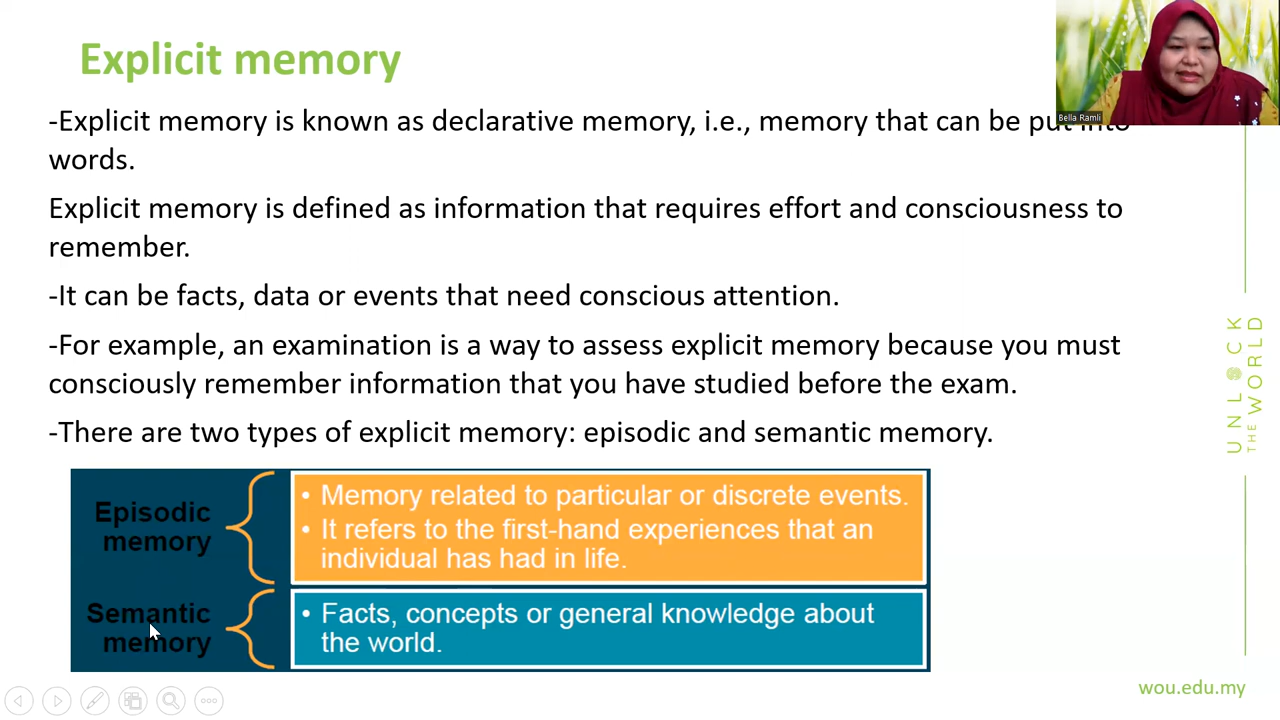 Explicit memory
Bella Ramli
-Explicit memory is known as declarative memory, i.e., memory that can be put into
words.
Explicit memory is defined as information that requires effort and consciousness to
remember.
-It can be facts, data or events that need conscious attention.
-For example, an examination is a way to assess explicit memory because you must
consciously remember information that you have studied before the exam.
-There are two types of explicit memory: episodic and semantic memory.
Episodic
memory
• Memory related to particular or discrete events.
• It refers to the first-hand experiences that an
individual has had in life.
Semantic
memory
• Facts, concepts or general knowledge about
the world.
UNLOCK
THE WORLD
wou.edu.my